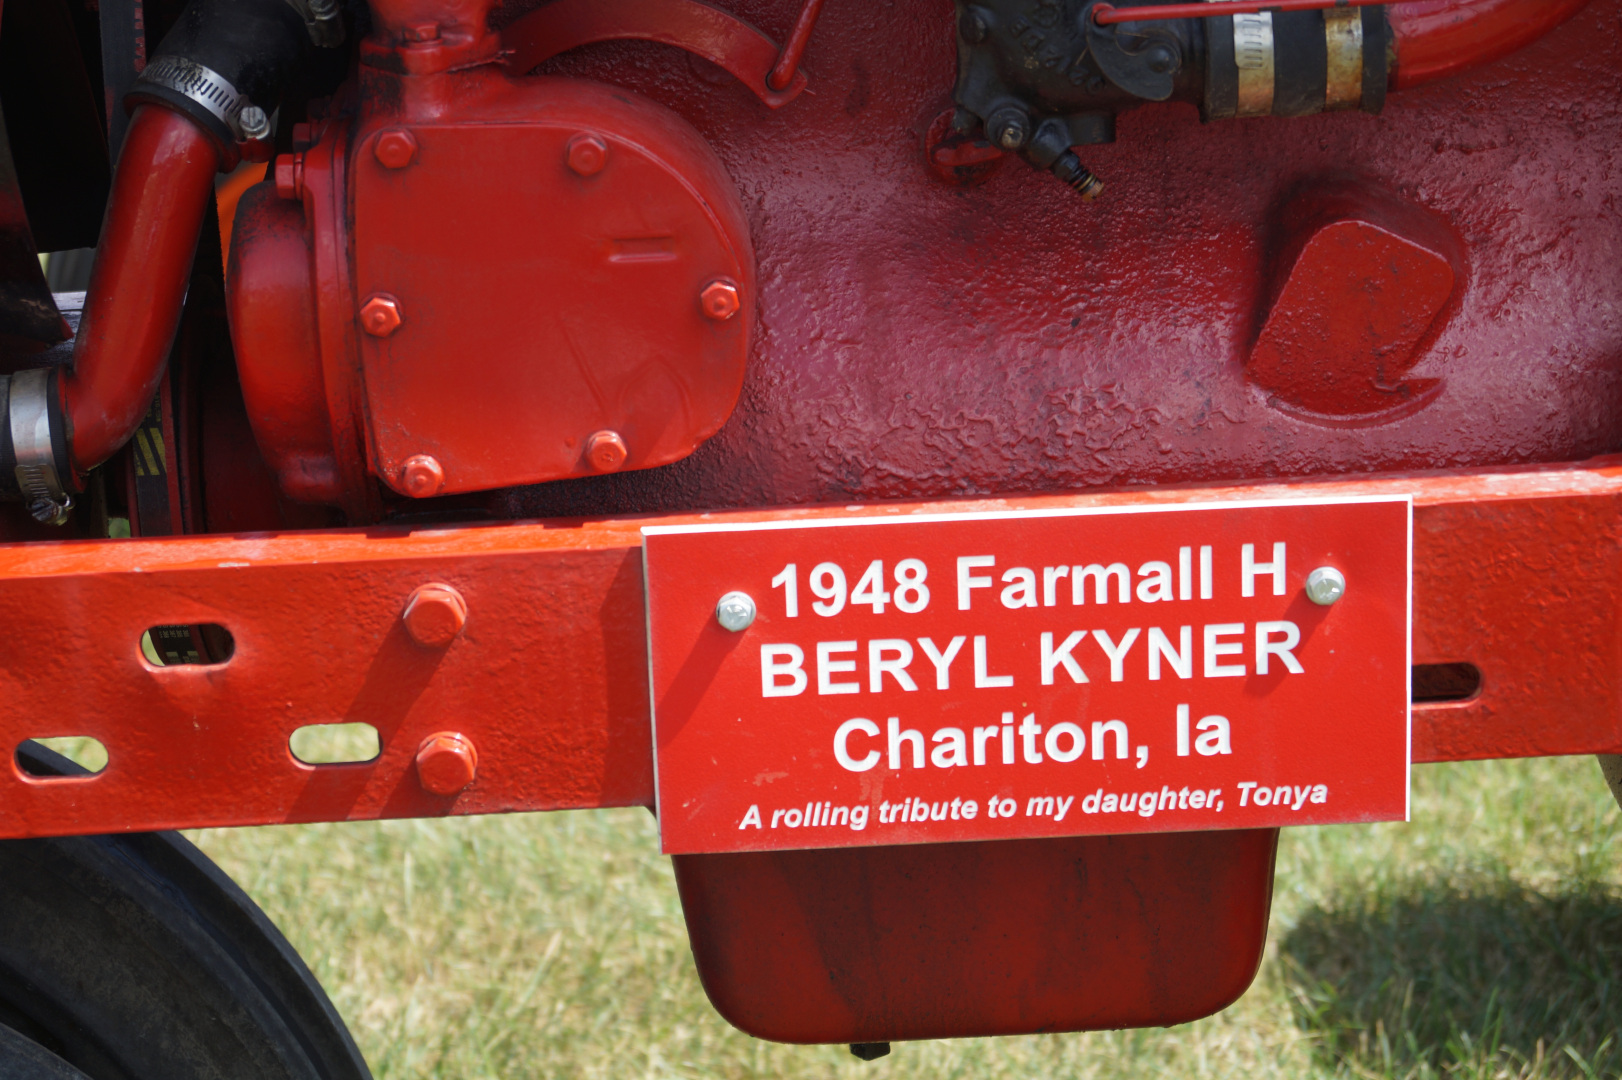 1948 Farmall H
BERYL KYNER
Chariton, Ia
A rolling tribute to my daughter, Tonya